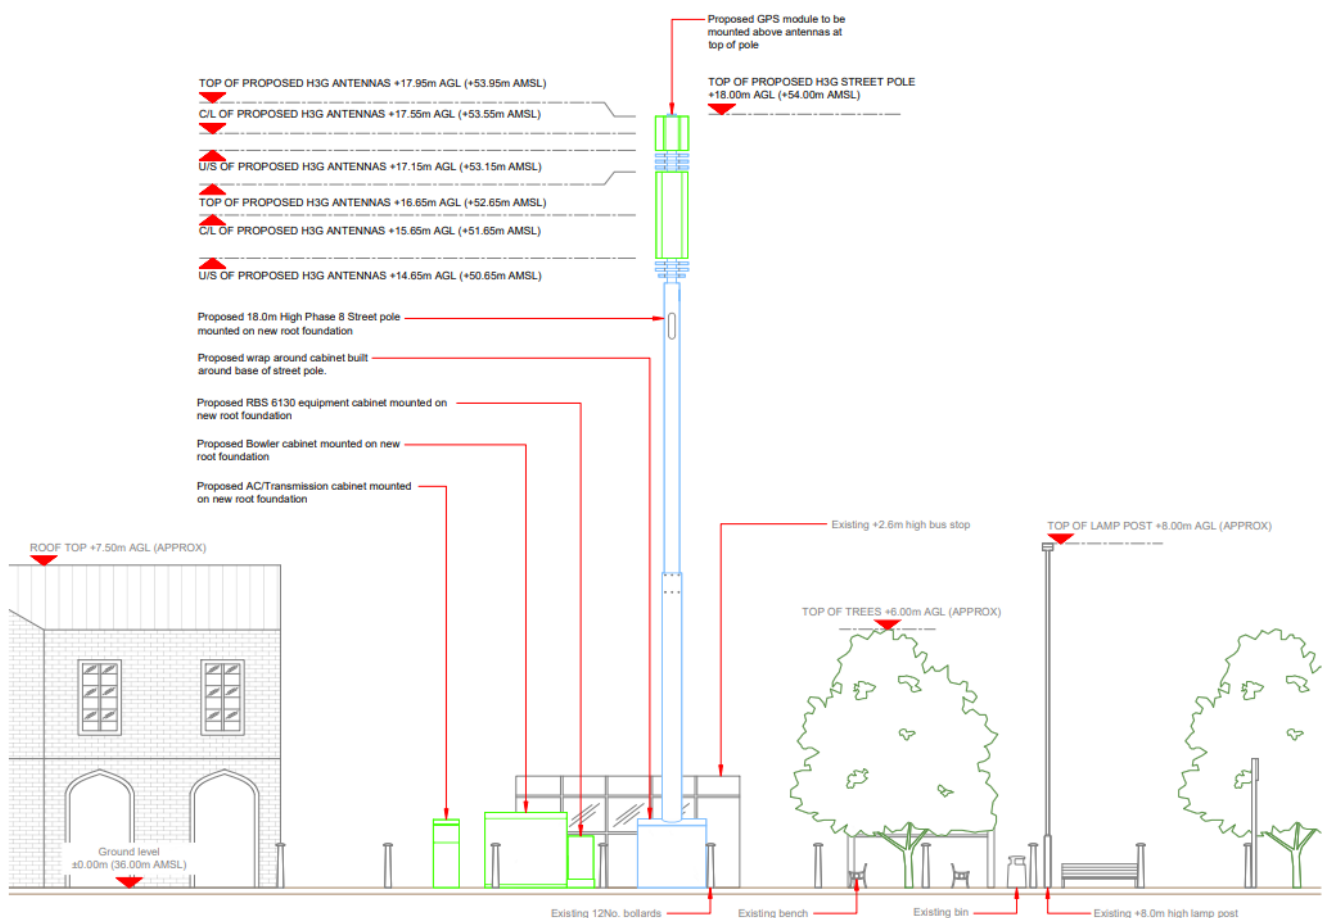 Proposed GPS module to be
mounted above antennas at
top of pole
TOP OF PROPOSED H3G ANTENNAS +17.95m AGL (+53.95m AMSL)
TOP OF PROPOSED H3G STREET POLE
+18.00m AGL (+54.00m AMSL)
C/L OF PROPOSED H3G ANTENNAS +17.55m AGL (+53.55m AMSL)
U/S OF PROPOSED H3G ANTENNAS +17.15m AGL (+53.15m AMSL)
TOP OF PROPOSED H3G ANTENNAS +16.65m AGL (+52.65m AMSL)
C/L OF PROPOSED H3G ANTENNAS +15.65m AGL (+51.65m AMSL)
U/S OF PROPOSED H3G ANTENNAS +14.65m AGL (+50.65m AMSL)
Proposed 18.0m High Phase 8 Street pole
mounted on new root foundation
Proposed wrap around cabinet built
around base of street pole.
Proposed RBS 6130 equipment cabinet mounted on
new root foundation
Proposed Bowler cabinet mounted on new
root foundation
Proposed AC/Transmission cabinet mounted
on new root foundation
Existing +2.6m high bus stop
TOP OF LAMP POST +8.00m AGL (APPROX)
ROOF TOP +7.50m AGL (APPROX)
TOP OF TREES +6.00m AGL (APPROX)
Ground level
±0.00m (36.00m AMSL)
Existing 12No. bollards
Existing bench
Existing bin
Existing +8.0m high lamp post